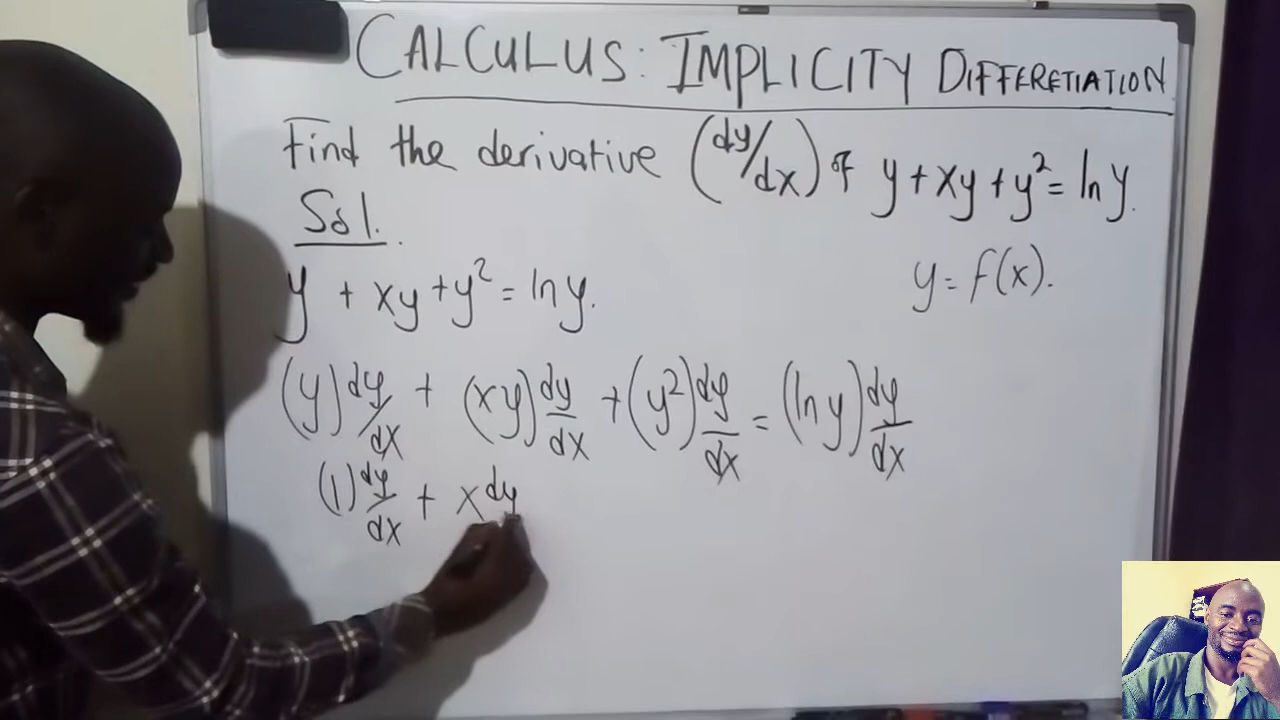 CALCULUS: IMPLICITY DIFFERETIATION
Find the derivative (dy/dx) of y + xy + y² = ln y.
Sol.
y + xy + y² = ln y.
y = f(x).
(y) dy/dx + (xy) dy/dx + (y²) dy/dx = (ln y) dy/dx
(1) dy/dx + x dy